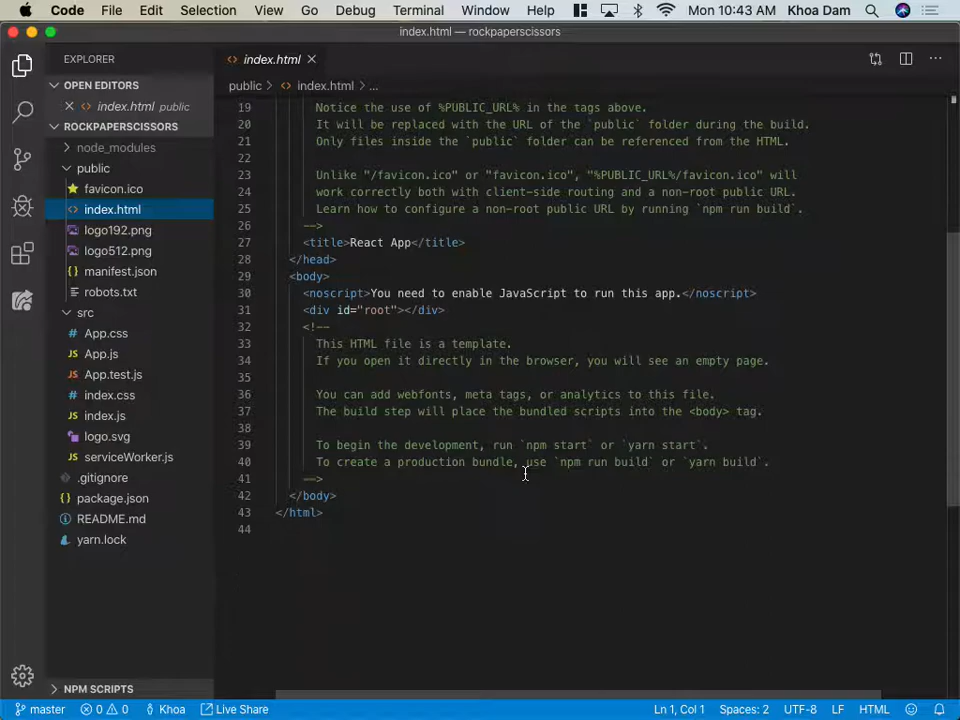 Code File Edit Selection View Go Debug Terminal Window Help Mon 10:43 AM Khoa Dam
index.html — rockpaperscissors
EXPLORER
OPEN EDITORS
index.html public
ROCKPAPERSCISSORS
node_modules
public
favicon.ico
index.html
logo192.png
logo512.png
manifest.json
robots.txt
src
App.css
App.js
App.test.js
index.css
index.js
logo.svg
serviceWorker.js
.gitignore
package.json
README.md
yarn.lock
NPM SCRIPTS
index.html
public > index.html > ...
19 Notice the use of %PUBLIC_URL% in the tags above.
20 It will be replaced with the URL of the `public` folder during the build.
21 Only files inside the `public` folder can be referenced from the HTML.
22
23 Unlike "/favicon.ico" or "favicon.ico", "%PUBLIC_URL%/favicon.ico" will
24 work correctly both with client-side routing and a non-root public URL.
25 Learn how to configure a non-root public URL by running `npm run build`.
26 -->
27 <title>React App</title>
28 </head>
29 <body>
30 <noscript>You need to enable JavaScript to run this app.</noscript>
31 <div id="root"></div>
32 <!--
33 This HTML file is a template.
34 If you open it directly in the browser, you will see an empty page.
35
36 You can add webfonts, meta tags, or analytics to this file.
37 The build step will place the bundled scripts into the <body> tag.
38
39 To begin the development, run `npm start` or `yarn start`.
40 To create a production bundle, use `npm run build` or `yarn build`.
41 -->
42 </body>
43 </html>
44
master 0 0 Khoa Live Share Ln 1, Col 1 Spaces: 2 UTF-8 LF HTML